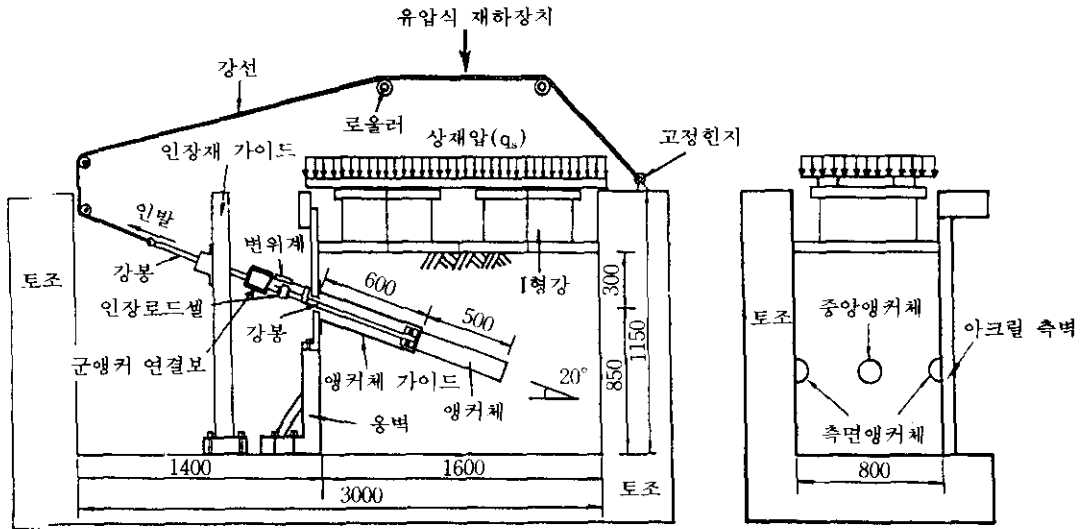 유압식 재하장치
강선
로울러
상재압(qs)
고정힌지
인장재 가이드
인발
변위계
강봉
토조
인장로드셀
600
500
I형강
300
1150
850
강봉
군앵커 연결보
앵커체 가이드
앵커체
20°
옹벽
1400
1600
3000
토조
토조
중앙앵커체
아크릴 측벽
측면앵커체
800